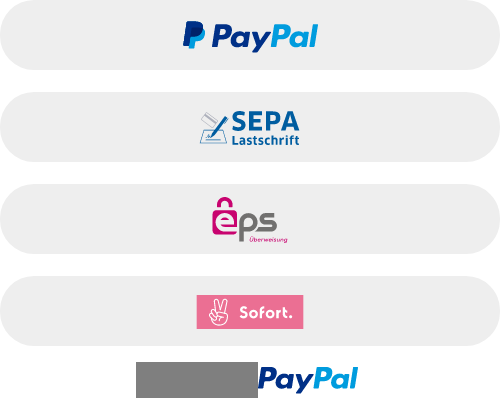 PayPal
SEPA
Lastschrift
eps
Überweisung
Sofort.
PayPal